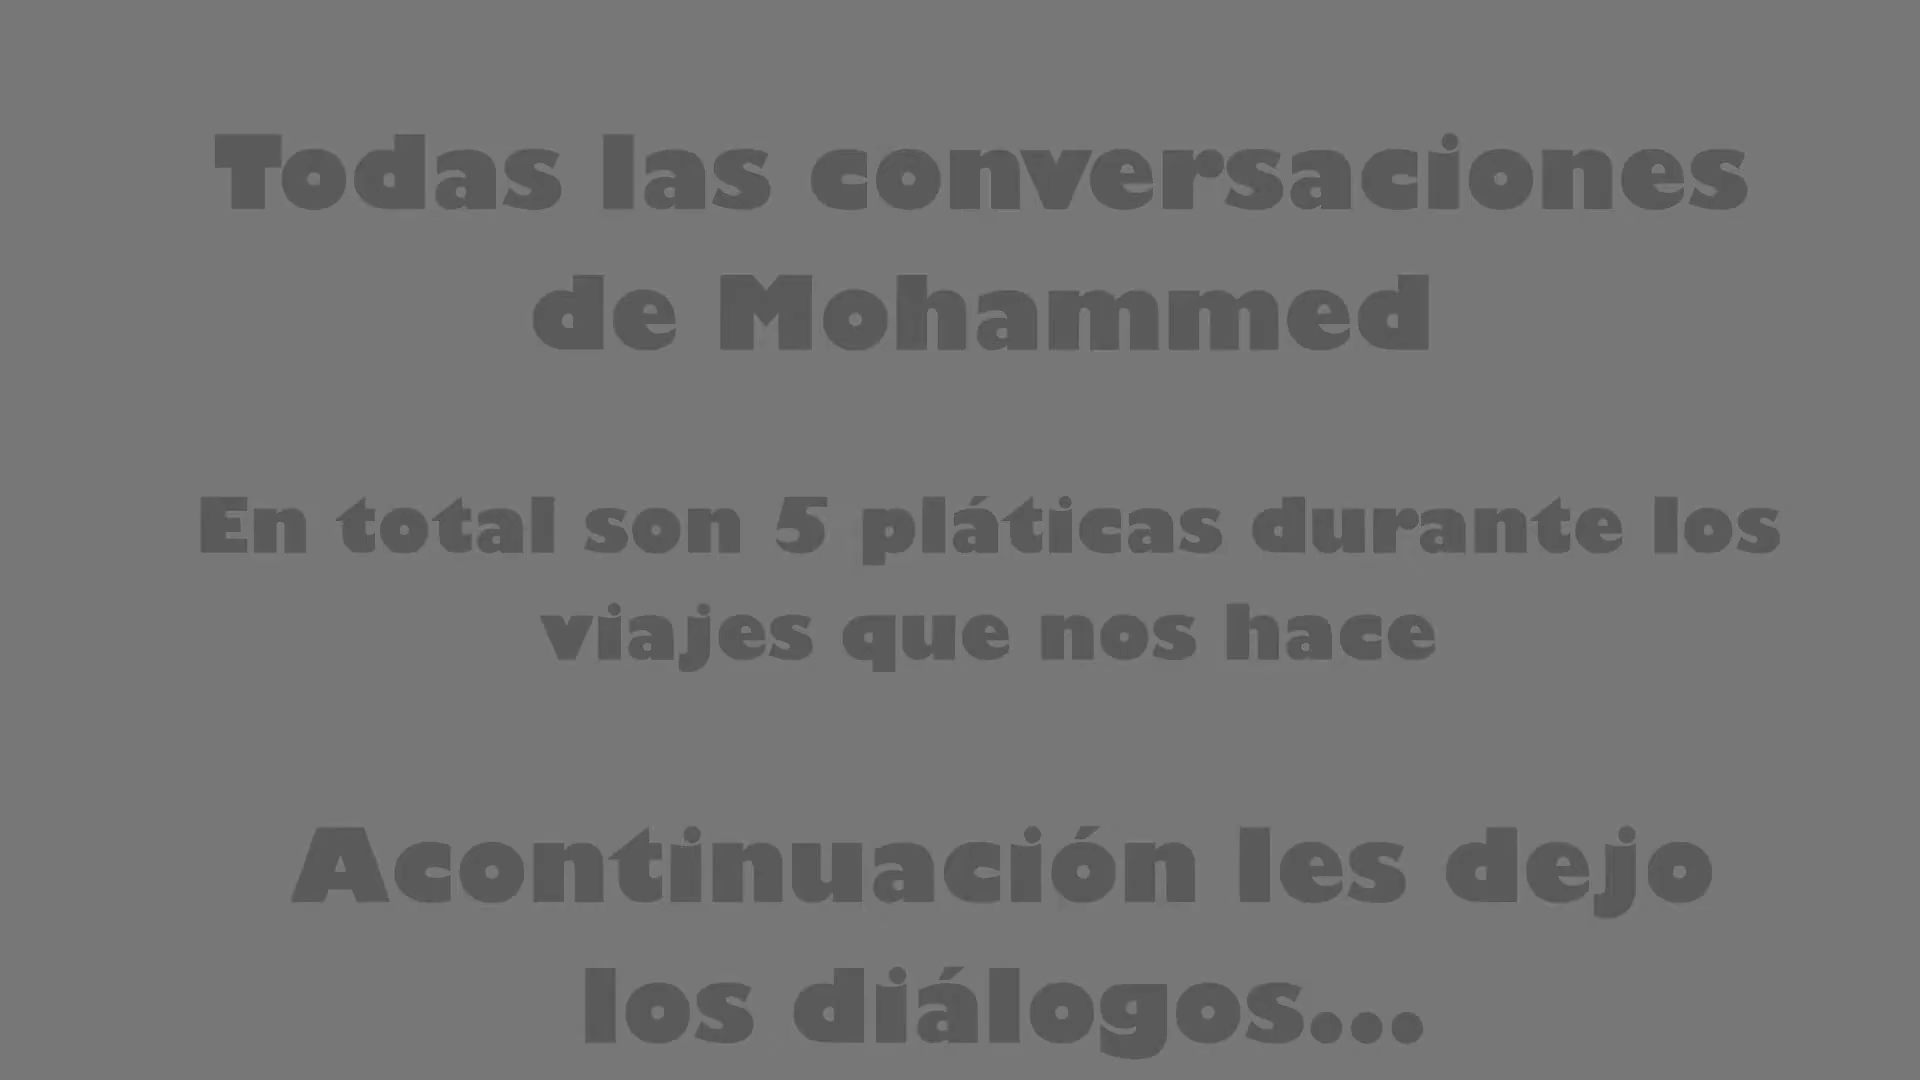 Todas las conversaciones
de Mohammed
En total son 5 pláticas durante los
viajes que nos hace
Acontinuación les dejo
los diálogos...